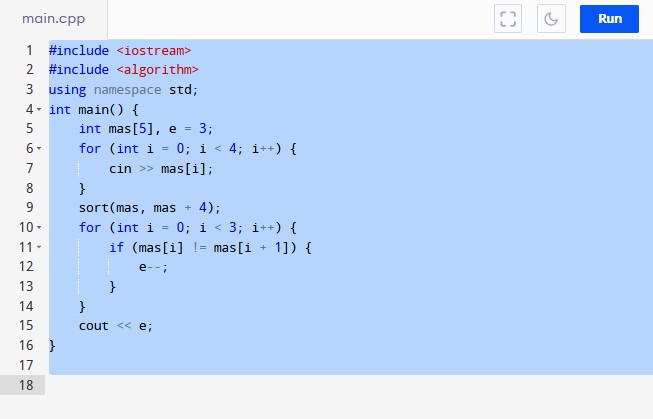 main.cpp
Run
1 #include <iostream>
2 #include <algorithm>
3 using namespace std;
4 int main() {
5     int mas[5], e = 3;
6     for (int i = 0; i < 4; i++) {
7         cin >> mas[i];
8     }
9     sort(mas, mas + 4);
10     for (int i = 0; i < 3; i++) {
11         if (mas[i] != mas[i + 1]) {
12             e--;
13         }
14     }
15     cout << e;
16 }
17
18